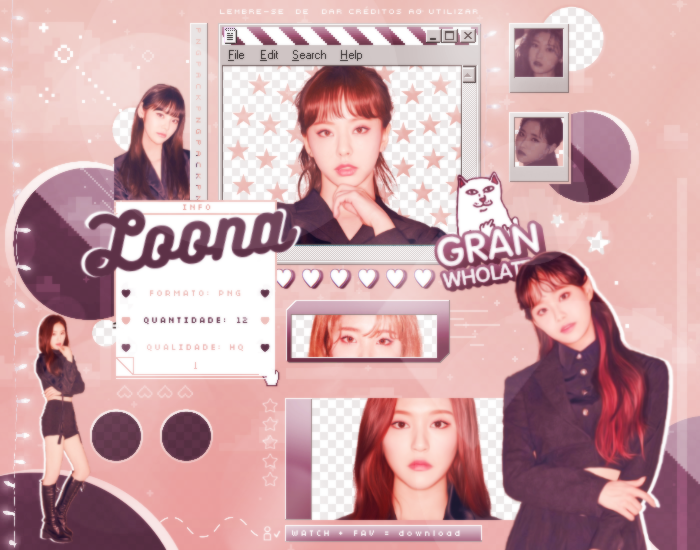 LEMBRE-SE DE DAR CRÉDITOS AO UTILIZAR
File Edit Search Help
INFO
Loona
FORMATO: PNG
QUANTIDADE: 12
QUALIDADE: HQ
GRAN
WHOLAT
WATCH + FAV = download